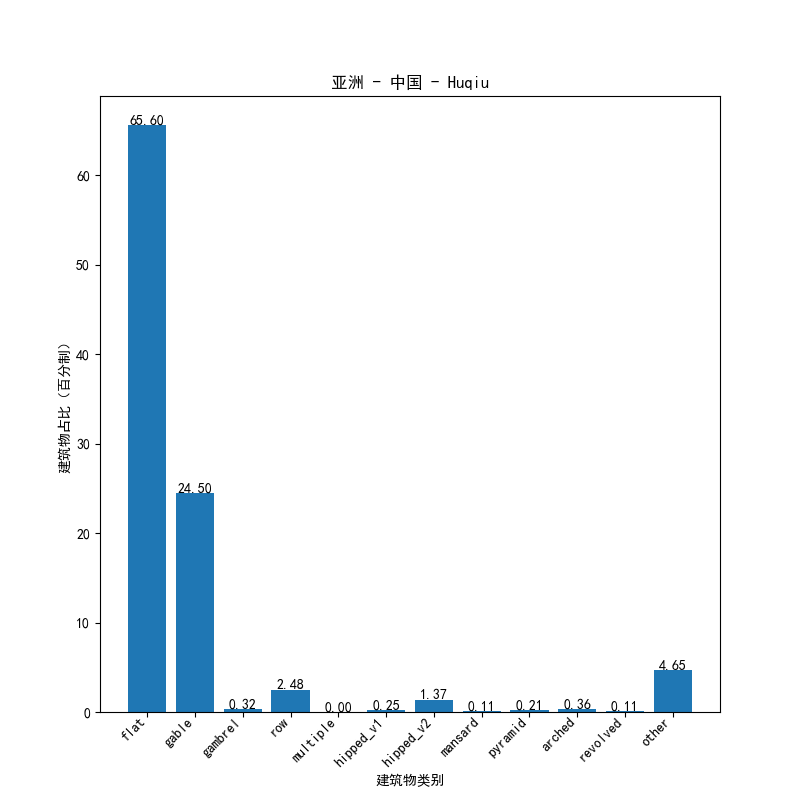 亚洲 - 中国 - Huqiu
建筑物占比（百分制）
60
50
40
30
20
10
0
65.60
24.50
0.32
2.48
0.00
0.25
1.37
0.11
0.21
0.36
0.11
4.65
flat
gable
gambrel
row
multiple
hipped_v1
hipped_v2
mansard
pyramid
arched
revolved
other
建筑物类别